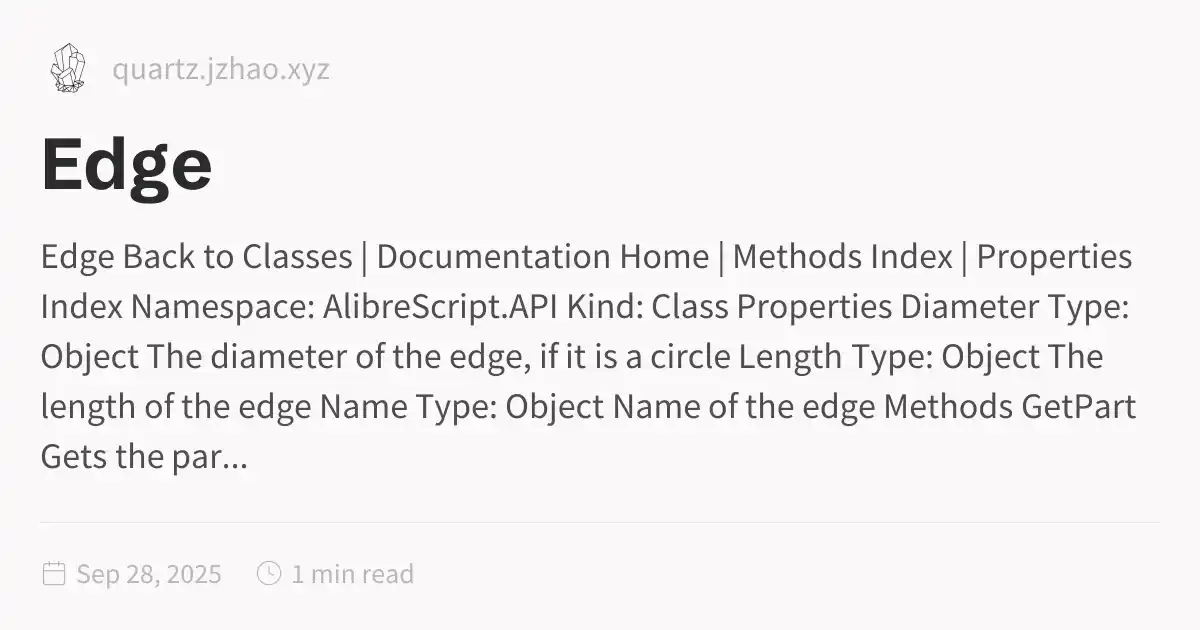 quartz.jzhao.xyz
Edge
Edge Back to Classes | Documentation Home | Methods Index | Properties
Index Namespace: AlibreScript.API Kind: Class Properties Diameter Type:
Object The diameter of the edge, if it is a circle Length Type: Object The
length of the edge Name Type: Object Name of the edge Methods GetPart
Gets the par...
Sep 28, 2025 1 min read